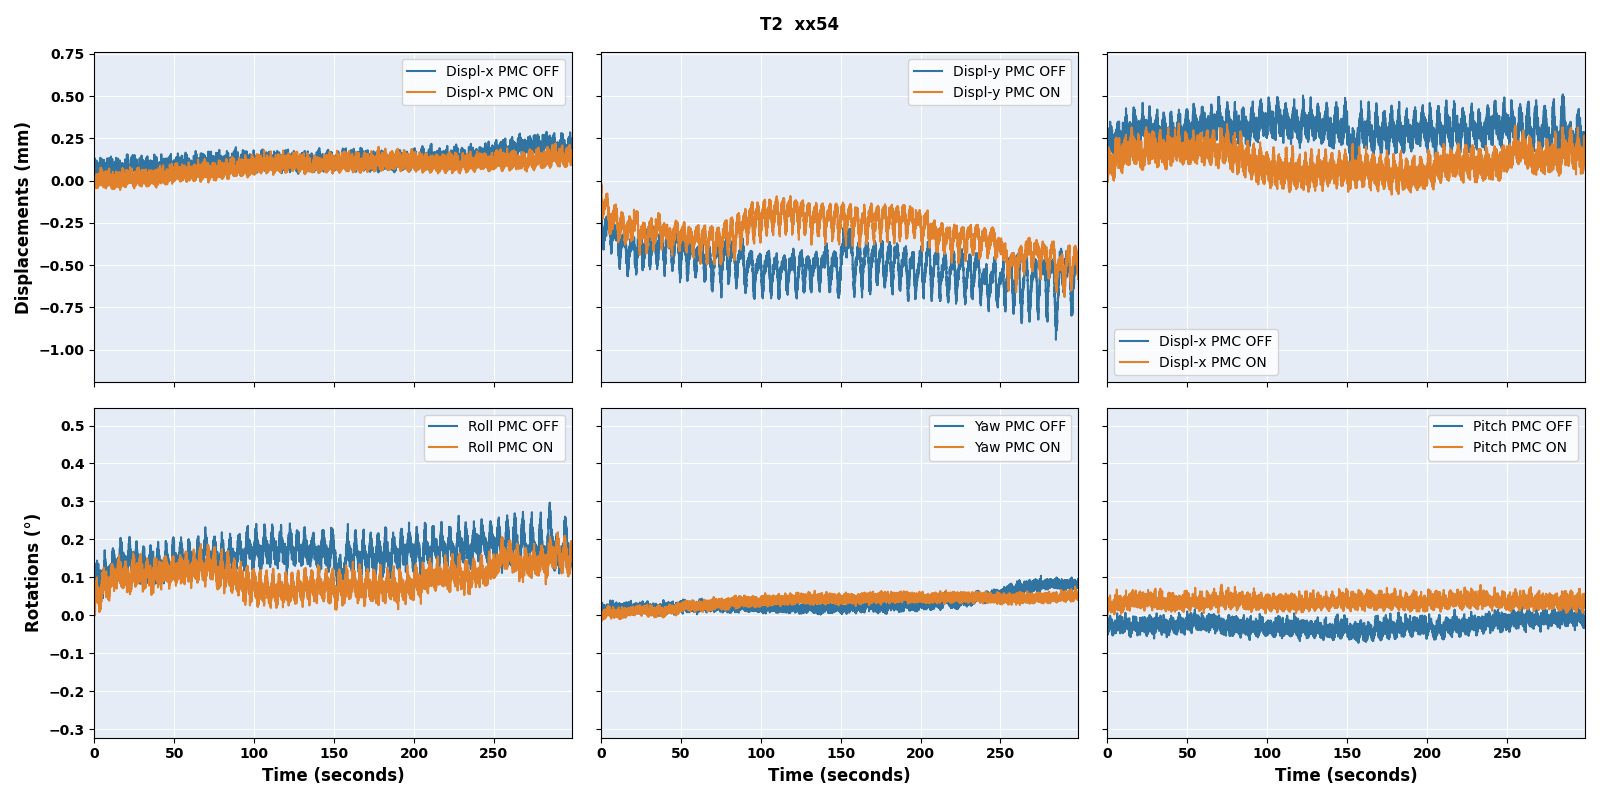 T2  xx54
Displacements (mm)
0.75
0.50
0.25
0.00
−0.25
−0.50
−0.75
−1.00
Displ-x PMC OFF
Displ-x PMC ON
Displ-y PMC OFF
Displ-y PMC ON
Displ-x PMC OFF
Displ-x PMC ON
Rotations (°)
0.5
0.4
0.3
0.2
0.1
0.0
−0.1
−0.2
−0.3
Roll PMC OFF
Roll PMC ON
Yaw PMC OFF
Yaw PMC ON
Pitch PMC OFF
Pitch PMC ON
0 50 100 150 200 250
0 50 100 150 200 250
0 50 100 150 200 250
Time (seconds)
Time (seconds)
Time (seconds)